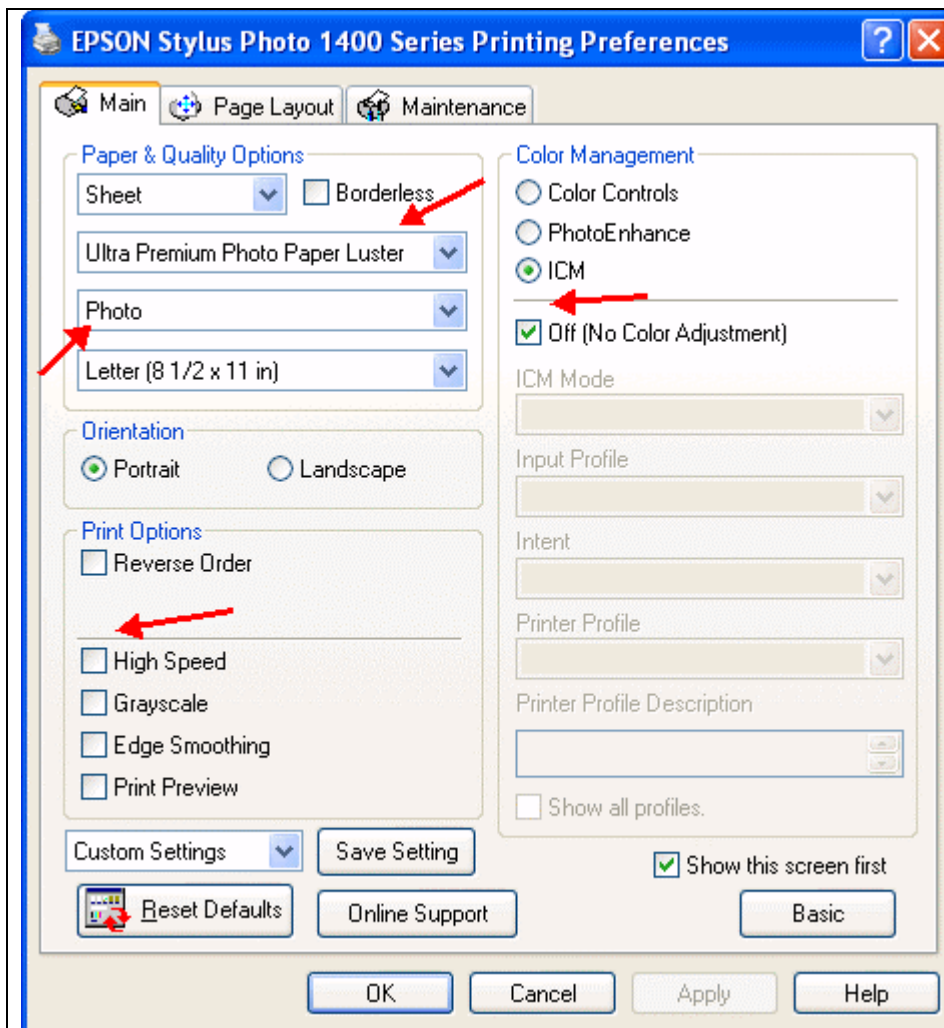 EPSON Stylus Photo 1400 Series Printing Preferences
Main Page Layout Maintenance
Paper & Quality Options
Sheet Borderless
Ultra Premium Photo Paper Luster
Photo
Letter (8 1/2 x 11 in)
Orientation
Portrait Landscape
Print Options
Reverse Order
High Speed
Grayscale
Edge Smoothing
Print Preview
Color Management
Color Controls
PhotoEnhance
ICM
Off (No Color Adjustment)
ICM Mode
Input Profile
Intent
Printer Profile
Printer Profile Description
Show all profiles.
Custom Settings Save Setting
Show this screen first
Reset Defaults Online Support Basic
OK Cancel Apply Help